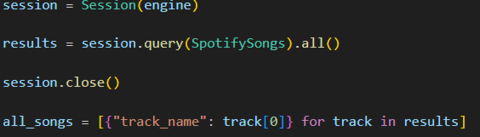 session = Session(engine)
results = session.query(SpotifySongs).all()
session.close()
all_songs = [{"track_name": track[0]} for track in results]